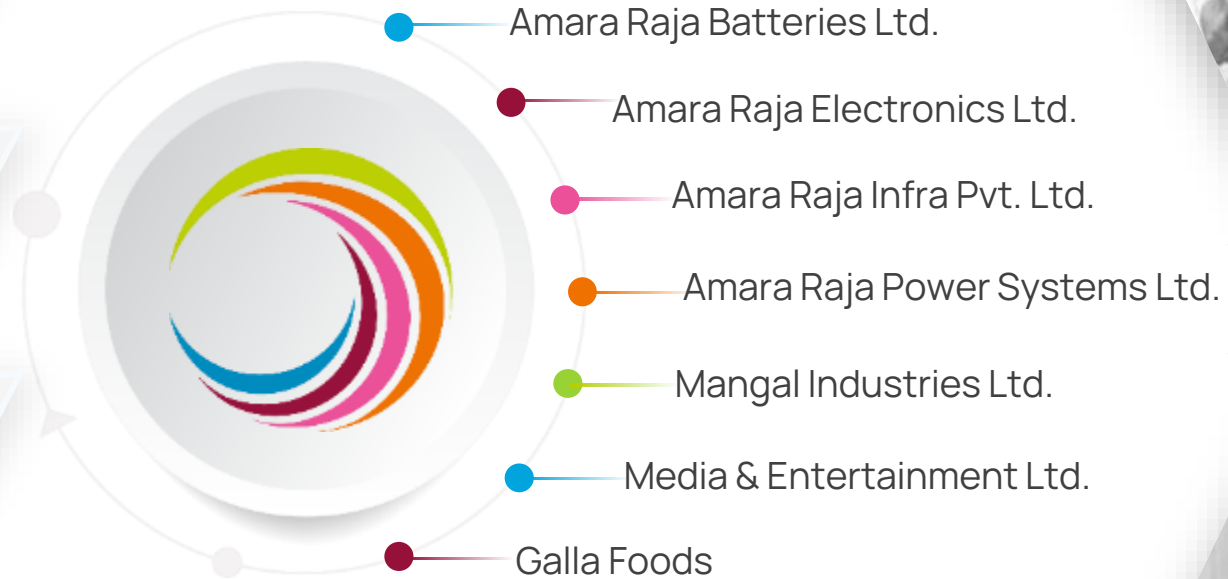 Amara Raja Batteries Ltd.
Amara Raja Electronics Ltd.
Amara Raja Infra Pvt. Ltd.
Amara Raja Power Systems Ltd.
Mangal Industries Ltd.
Media & Entertainment Ltd.
Galla Foods